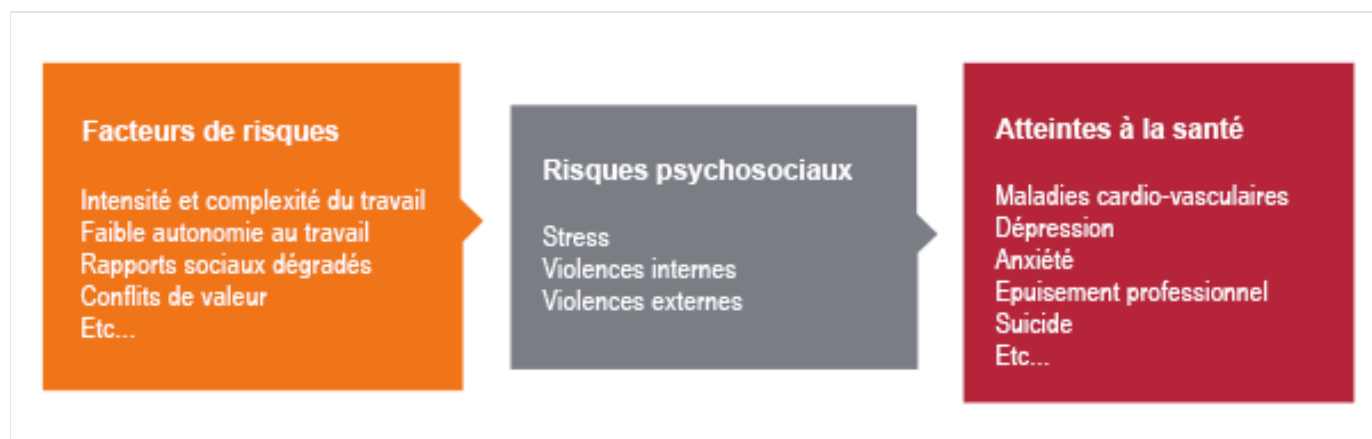 Facteurs de risques
Intensité et complexité du travail
Faible autonomie au travail
Rapports sociaux dégradés
Conflits de valeur
Etc...
Risques psychosociaux
Stress
Violences internes
Violences externes
Atteintes à la santé
Maladies cardio-vasculaires
Dépression
Anxiété
Epuisement professionnel
Suicide
Etc...